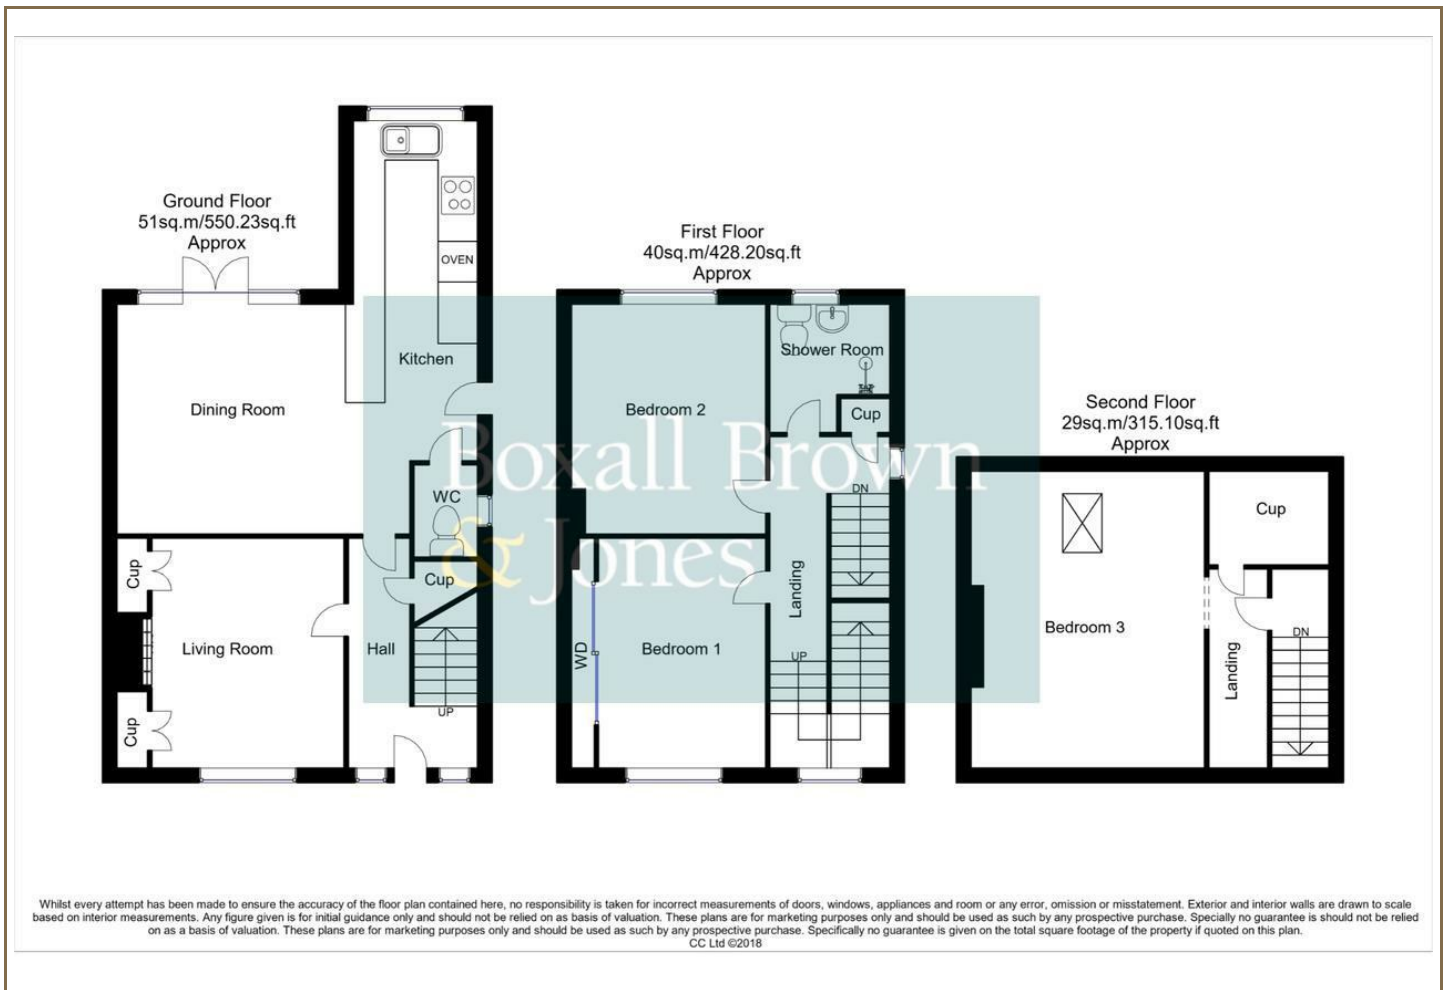 Ground Floor
51sq.m/550.23sq.ft
Approx
OVEN
Kitchen
Dining Room
WC
Cup
Cup
Living Room
Hall
Cup
UP
First Floor
40sq.m/428.20sq.ft
Approx
Shower Room
Bedroom 2
Cup
DN
Landing
WD
Bedroom 1
UP
Second Floor
29sq.m/315.10sq.ft
Approx
Cup
Bedroom 3
DN
Landing
Boxall Brown
& Jones
Whilst every attempt has been made to ensure the accuracy of the floor plan contained here, no responsibility is taken for incorrect measurements of doors, windows, appliances and room or any error, omission or misstatement. Exterior and interior walls are drawn to scale
based on interior measurements. Any figure given is for initial guidance only and should not be relied on as basis of valuation. These plans are for marketing purposes only and should be used as such by any prospective purchase. Specially no guarantee is should not be relied
on as a basis of valuation. These plans are for marketing purposes only and should be used as such by any prospective purchase. Specifically no guarantee is given on the total square footage of the property if quoted on this plan.
CC Ltd ©2018